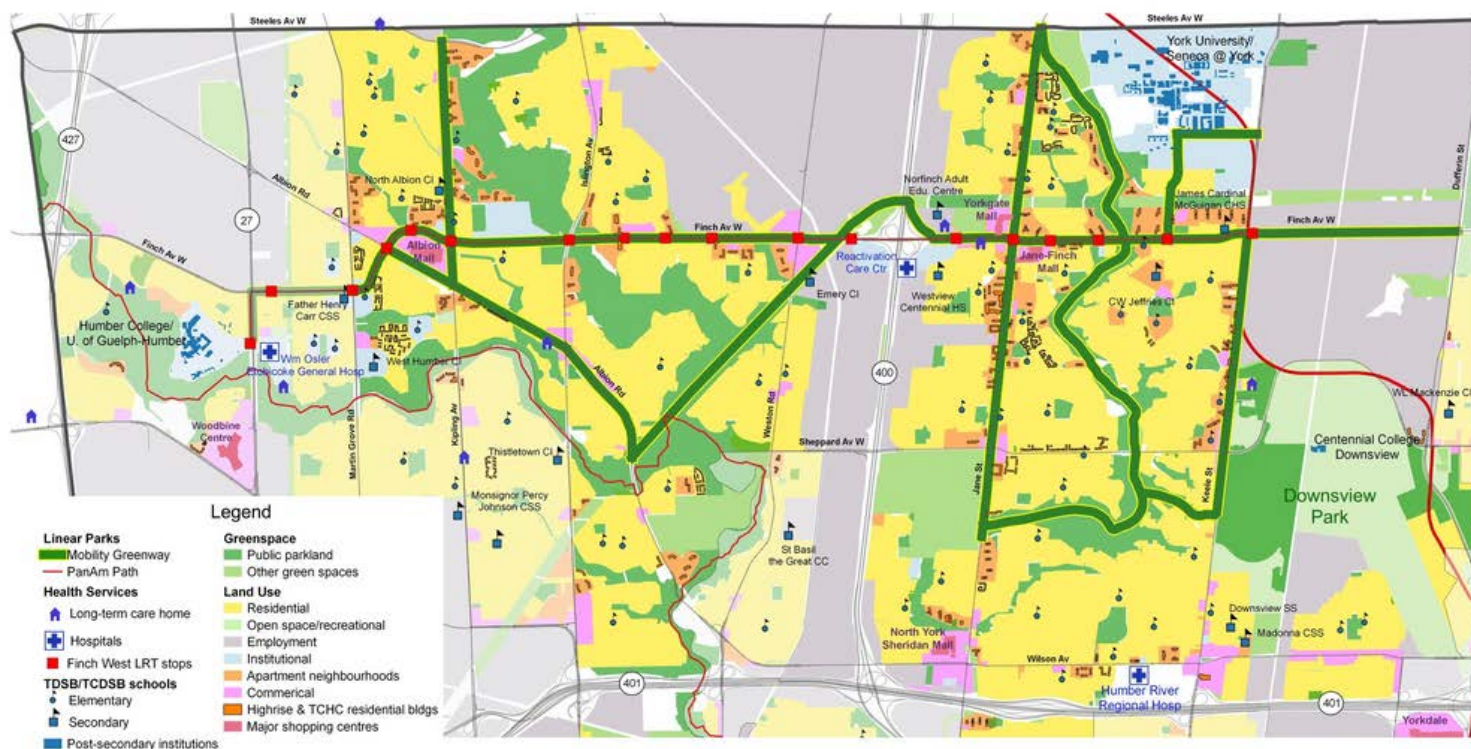 Steeles Av W
Steeles Av W
York University/
Seneca @ York
427
27
Albion Rd
Islington Av
North Albion CI
Norfinch Adult
Edu. Centre
Yorkgate
Mall
James Cardinal
McGuigan CHS
Dufferin St
Finch Av W
Finch Av W
Finch Av W
Albion
Mall
Reactivation
Care Ctr
Jane-Finch
Mall
Father Henry
Carr CSS
Emery CI
Westview
Centennial HS
CW Jeffries CI
Humber College/
U. of Guelph-Humber
Wm Osler
Etobicoke General Hosp
West Humber CI
Albion Rd
400
Woodbine
Centre
Martin Grove Rd
Kipling Av
Weston Rd
Sheppard Av W
WL Mackenzie CI
Thistletown CI
Centennial College
Downsview
Monsignor Percy
Johnson CSS
Jane St
Keele St
Downsview
Park
St Basil
the Great CC
Downsview SS
Madonna CSS
North York
Sheridan Mall
Wilson Av
401
Humber River
Regional Hosp
401
Yorkdale
Legend
Linear Parks
Mobility Greenway
PanAm Path
Health Services
Long-term care home
Hospitals
Finch West LRT stops
TDSB/TCDSB schools
Elementary
Secondary
Post-secondary institutions
Greenspace
Public parkland
Other green spaces
Land Use
Residential
Open space/recreational
Employment
Institutional
Apartment neighbourhoods
Commerical
Highrise & TCHC residential bldgs
Major shopping centres